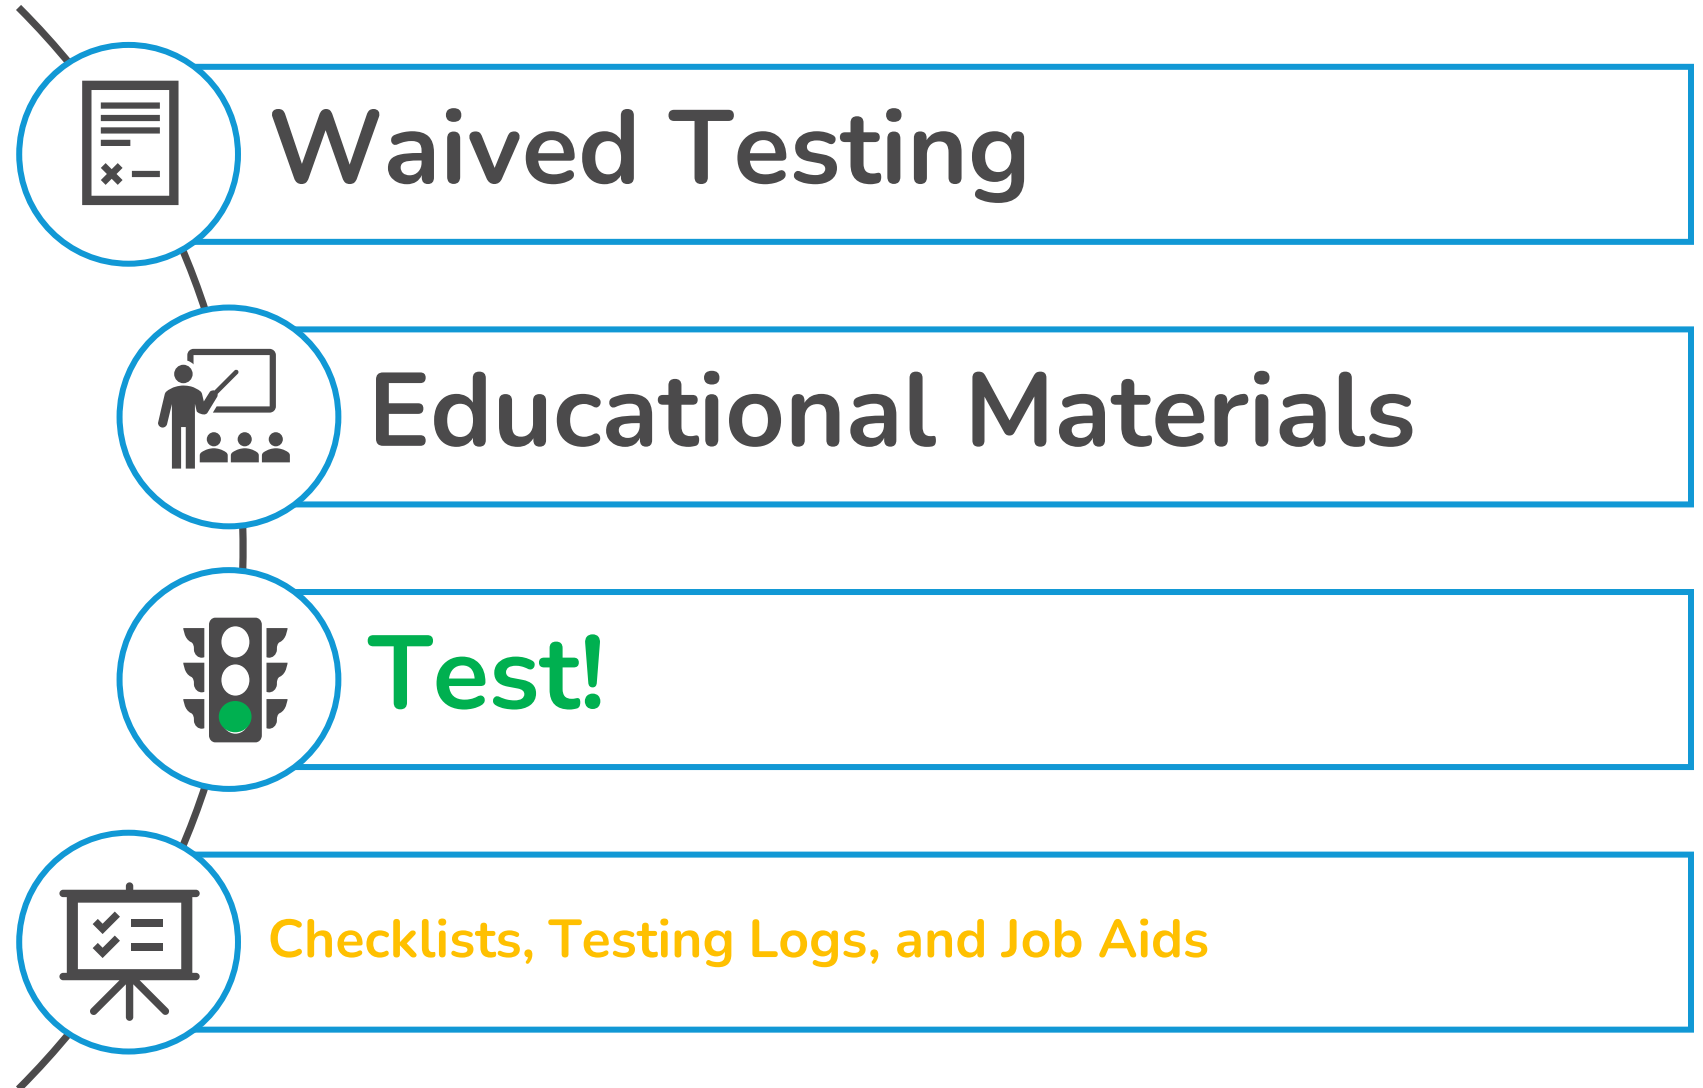 Waived Testing
Educational Materials
Test!
Checklists, Testing Logs, and Job Aids